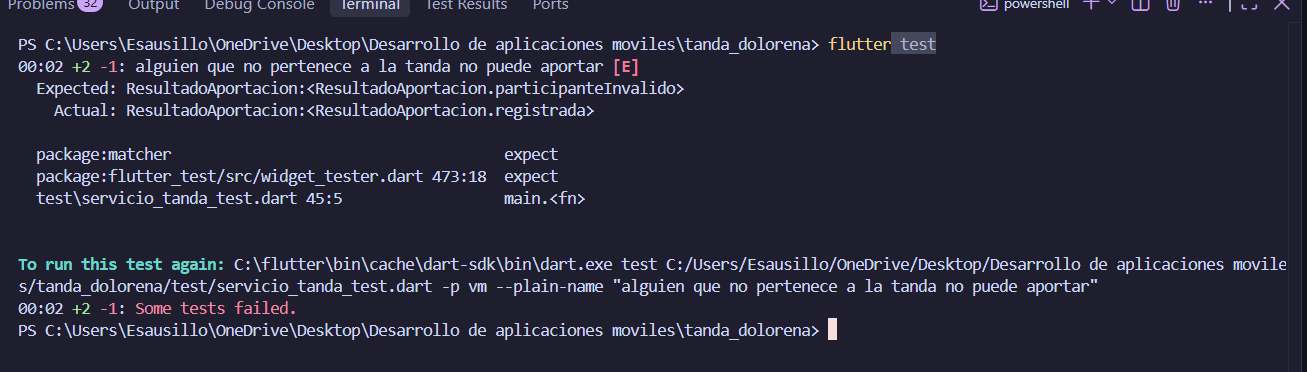 Problems 32 Output Debug Console Terminal Test Results Ports powershell
PS C:\Users\Esausillo\OneDrive\Desktop\Desarrollo de aplicaciones moviles\tanda_dolorena> flutter test
00:02 +2 -1: alguien que no pertenece a la tanda no puede aportar [E]
Expected: ResultadoAportacion:<ResultadoAportacion.participanteInvalido>
Actual: ResultadoAportacion:<ResultadoAportacion.registrada>
package:matcher expect
package:flutter_test/src/widget_tester.dart 473:18 expect
test\servicio_tanda_test.dart 45:5 main.<fn>
To run this test again: C:\flutter\bin\cache\dart-sdk\bin\dart.exe test C:/Users/Esausillo/OneDrive/Desktop/Desarrollo de aplicaciones movile
s/tanda_dolorena/test/servicio_tanda_test.dart -p vm --plain-name "alguien que no pertenece a la tanda no puede aportar"
00:02 +2 -1: Some tests failed.
PS C:\Users\Esausillo\OneDrive\Desktop\Desarrollo de aplicaciones moviles\tanda_dolorena>